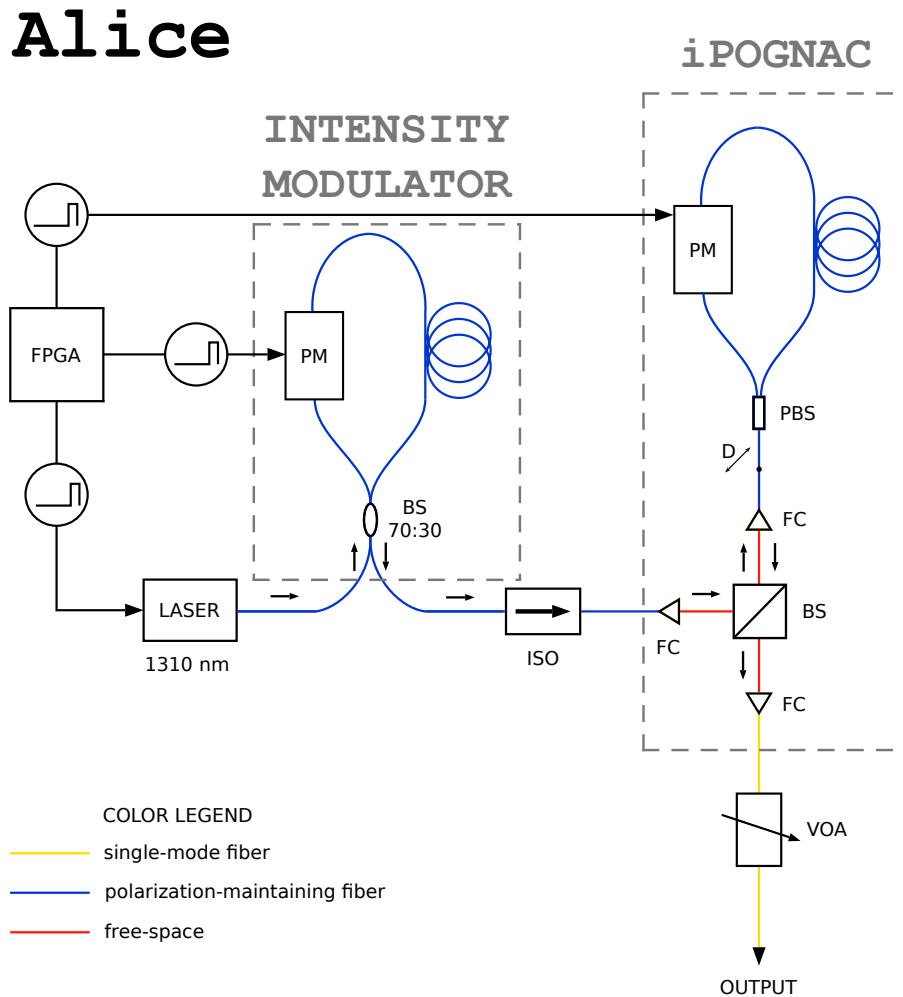 Alice
iPOGNAC
INTENSITY
MODULATOR
PM
FPGA
PM
PBS
D
BS
70:30
FC
LASER
BS
FC
ISO
1310 nm
FC
COLOR LEGEND
VOA
single-mode fiber
polarization-maintaining fiber
free-space
OUTPUT